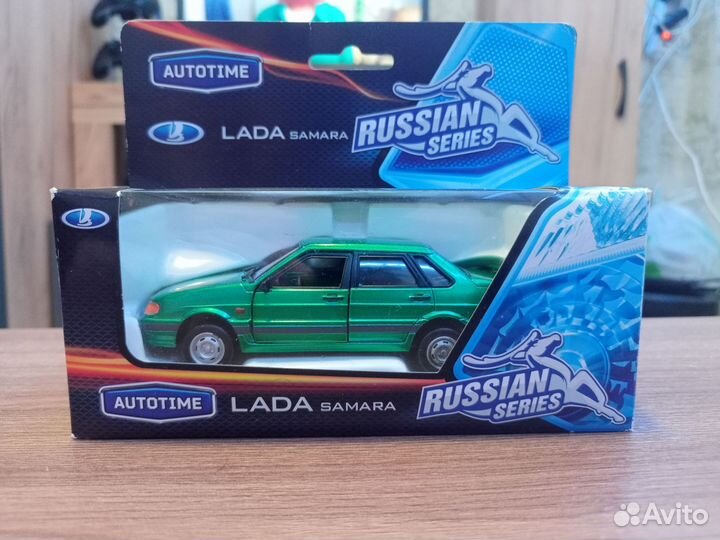 AUTOTIME
LADA SAMARA
RUSSIAN
SERIES
AUTOTIME
LADA SAMARA
RUSSIAN
SERIES
Avito